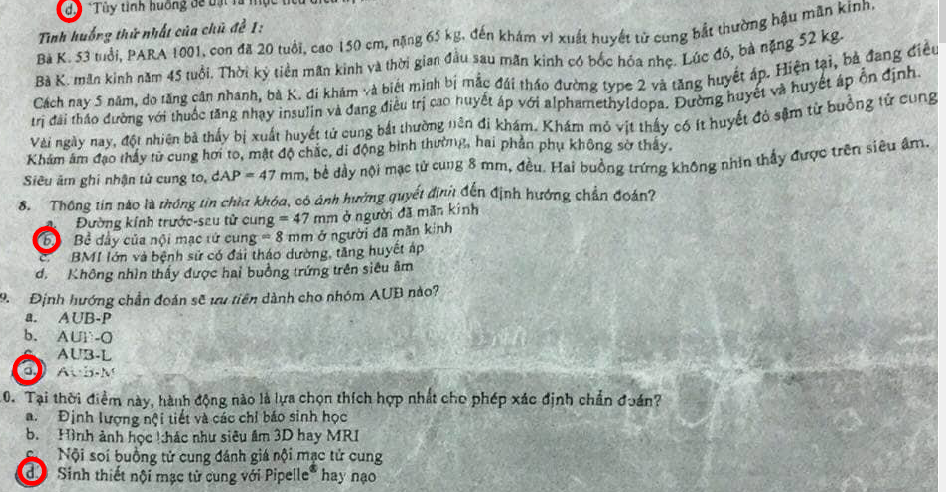 d. "Tùy tình huống để đạt là mục tiêu điều trị
Tình huống thứ nhất của chủ đề 1:
Bà K. 53 tuổi, PARA 1001, con đã 20 tuổi, cao 150 cm, nặng 65 kg, đến khám vì xuất huyết tử cung bất thường hậu mãn kinh.
Bà K. mãn kinh năm 45 tuổi. Thời kỳ tiền mãn kinh và thời gian đầu sau mãn kinh có bốc hỏa nhẹ. Lúc đó, bà nặng 52 kg.
Cách nay 5 năm, do tăng cân nhanh, bà K. đi khám và biết mình bị mắc đái tháo đường type 2 và tăng huyết áp. Hiện tại, bà đang điều
trị đái tháo đường với thuốc tăng nhạy insulin và đang điều trị cao huyết áp với alphamethyldopa. Đường huyết và huyết áp ổn định.
Vài ngày nay, đột nhiên bà thấy bị xuất huyết tử cung bất thường nên đi khám. Khám mỏ vịt thấy có ít huyết đỏ sậm từ buồng tử cung
Khám âm đạo thấy tử cung hơi to, mật độ chắc, di động bình thường, hai phần phụ không sờ thấy.
Siêu âm ghi nhận tử cung to, dAP = 47 mm, bề dầy nội mạc tử cung 8 mm, đều. Hai buồng trứng không nhìn thấy được trên siêu âm.
8. Thông tin nào là thông tin chìa khóa, có ảnh hưởng quyết định đến định hướng chẩn đoán?
a. Đường kính trước-sau tử cung = 47 mm ở người đã mãn kinh
b. Bề dầy của nội mạc tử cung = 8 mm ở người đã mãn kinh
c. BMI lớn và bệnh sử có đái tháo đường, tăng huyết áp
d. Không nhìn thấy được hai buồng trứng trên siêu âm
9. Định hướng chẩn đoán sẽ ưu tiên dành cho nhóm AUB nào?
a. AUB-P
b. AUB-O
c. AUB-L
d. AUB-M
0. Tại thời điểm này, hành động nào là lựa chọn thích hợp nhất cho phép xác định chẩn đoán?
a. Định lượng nội tiết và các chỉ báo sinh học
b. Hình ảnh học khác như siêu âm 3D hay MRI
c. Nội soi buồng tử cung đánh giá nội mạc tử cung
d. Sinh thiết nội mạc tử cung với Pipelle® hay nạo